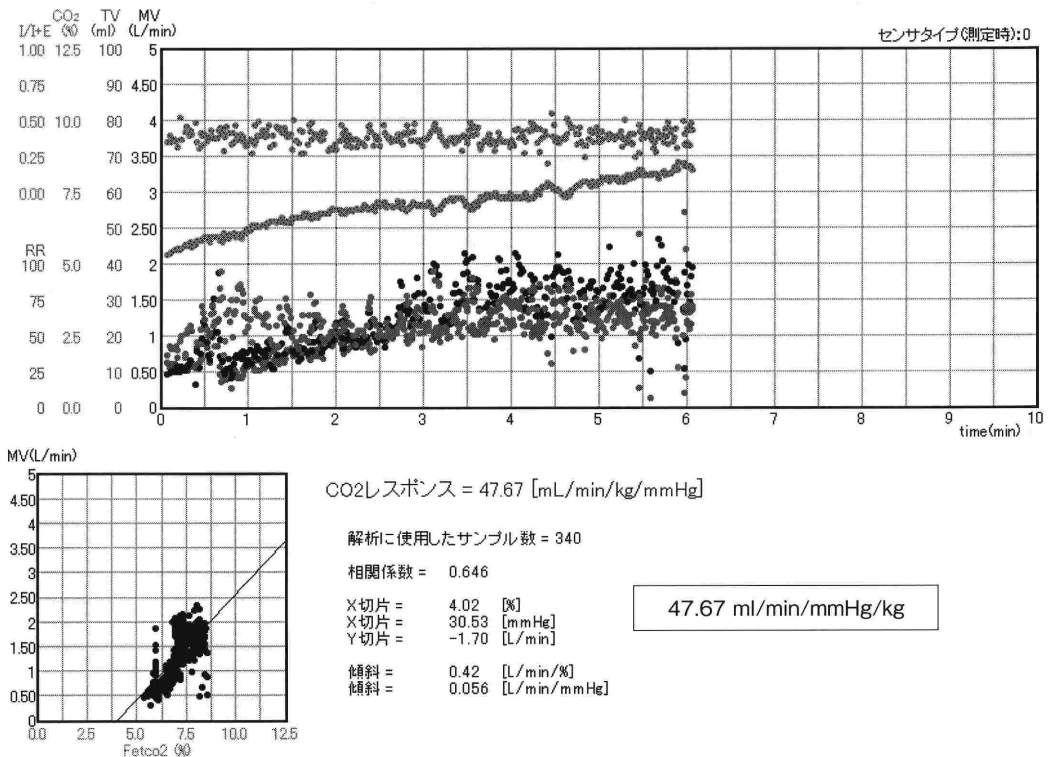 CO2 TV MV
I/I+E (%) (ml) (L/min)
センサタイプ(測定時):0
1.00 12.5 100 5
0.75 90 4.50
0.50 10.0 80 4
0.25 70 3.50
0.00 7.5 60 3
50 2.50
RR
100 5.0 40 2
75 30 1.50
50 2.5 20 1
25 10 0.50
0 0.0 0 0
0 1 2 3 4 5 6 7 8 9 10
time(min)
MV(L/min)
5
4.50
4
3.50
3
2.50
2
1.50
1
0.50
0
0.0 2.5 5.0 7.5 10.0 12.5
Fetco2 (%)
CO2レスポンス = 47.67 [mL/min/kg/mmHg]
解析に使用したサンプル数 = 340
相関係数 = 0.646
X切片 = 4.02 [%]
X切片 = 30.53 [mmHg]
Y切片 = -1.70 [L/min]
傾斜 = 0.42 [L/min/%]
傾斜 = 0.056 [L/min/mmHg]
47.67 ml/min/mmHg/kg